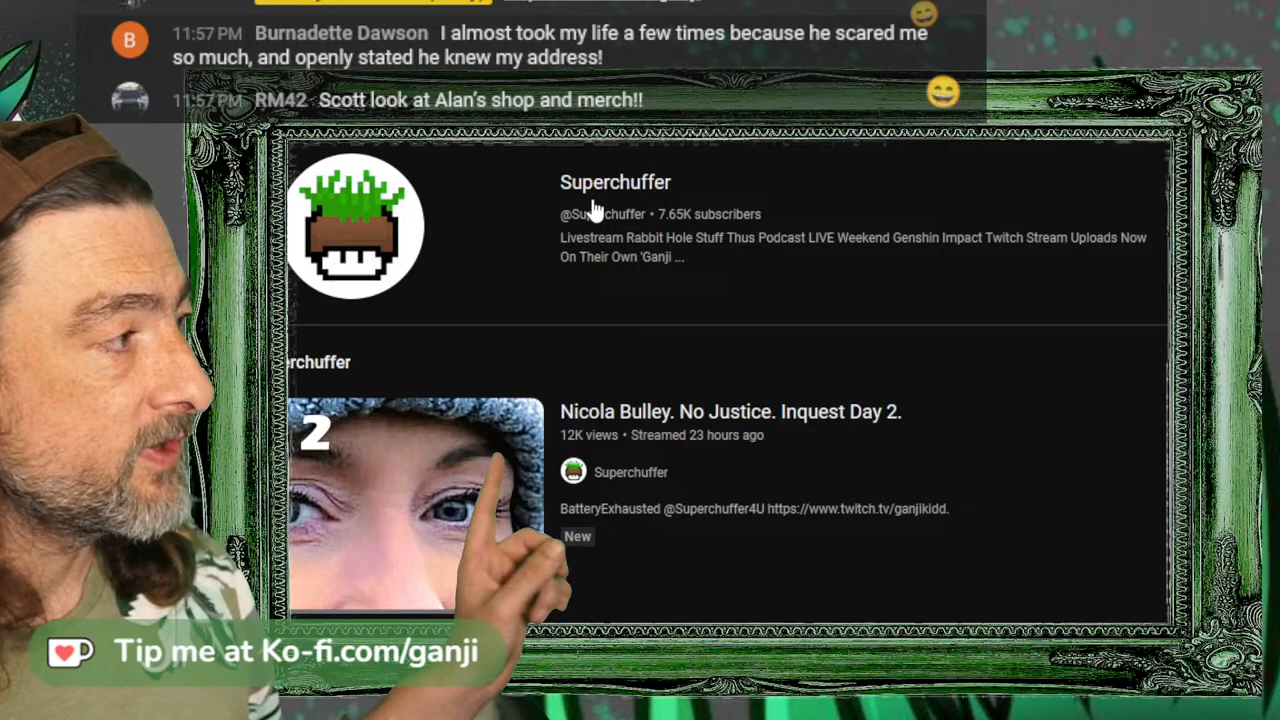 11:57 PM Burnadette Dawson I almost took my life a few times because he scared me
so much, and openly stated he knew my address!
11:57 PM RM42 Scott look at Alan's shop and merch!!
Superchuffer
7.65K subscribers
Livestream Rabbit Hole Stuff Thus Podcast LIVE Weekend Genshin Impact Twitch Stream Uploads Now
On Their Own 'Ganji ...
erchuffer
2
Nicola Bulley. No Justice. Inquest Day 2.
12K views • Streamed 23 hours ago
Superchuffer
BatteryExhausted @Superchuffer4U https://www.twitch.tv/ganjikidd.
New
B
Tip me at Ko-fi.com/ganji